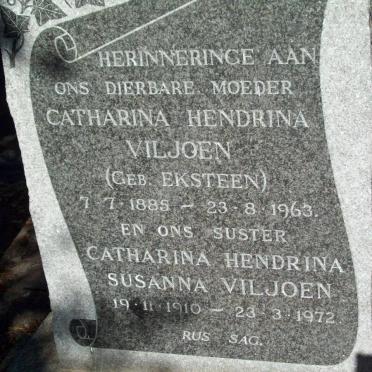 HERINNERINGE AAN
ONS DIERBARE MOEDER
CATHARINA HENDRINA
VILJOEN
(GEB. EKSTEEN)
7·7·1885 – 23·8·1963.
EN ONS SUSTER
CATHARINA HENDRINA
SUSANNA VILJOEN
19·11·1910 – 23·3·1972.
RUS SAG.